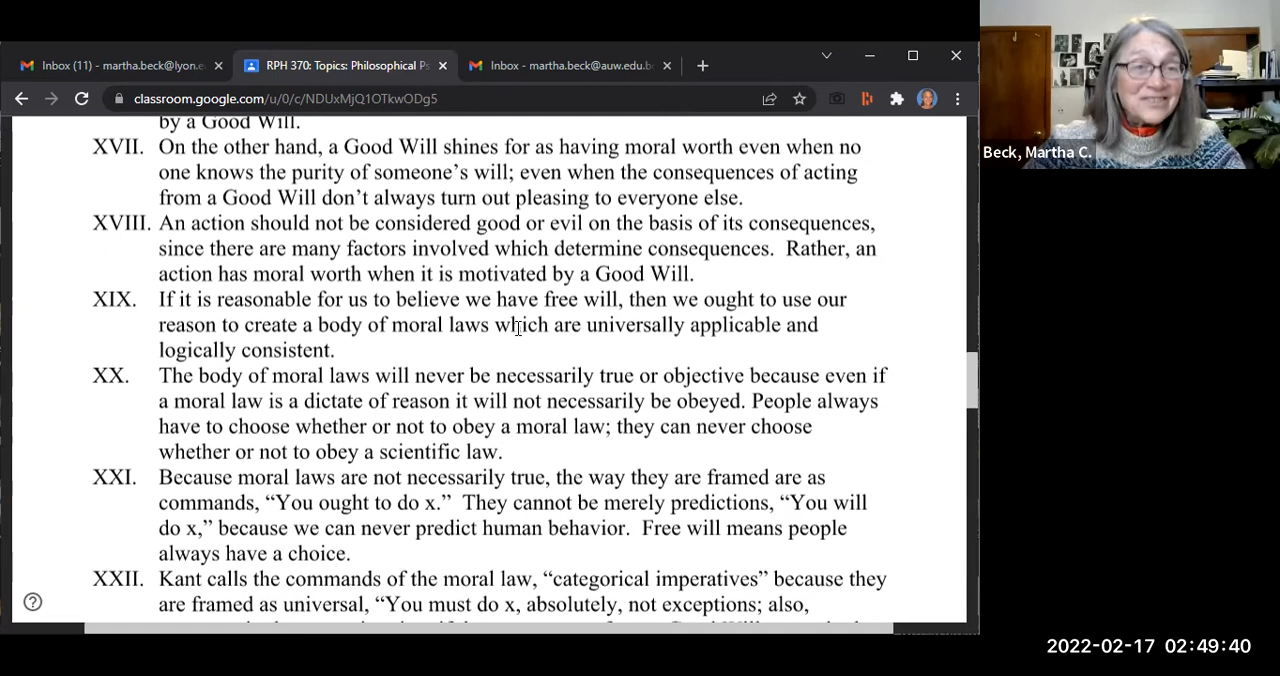 Inbox (11) - martha.beck@lyon.e
RPH 370: Topics: Philosophical Ps
Inbox - martha.beck@auw.edu.b
classroom.google.com/u/0/c/NDUxMjQ1OTkwODg5
Beck, Martha C.
by a Good Will.
XVII. On the other hand, a Good Will shines for as having moral worth even when no
one knows the purity of someone's will; even when the consequences of acting
from a Good Will don't always turn out pleasing to everyone else.
XVIII. An action should not be considered good or evil on the basis of its consequences,
since there are many factors involved which determine consequences. Rather, an
action has moral worth when it is motivated by a Good Will.
XIX. If it is reasonable for us to believe we have free will, then we ought to use our
reason to create a body of moral laws which are universally applicable and
logically consistent.
XX. The body of moral laws will never be necessarily true or objective because even if
a moral law is a dictate of reason it will not necessarily be obeyed. People always
have to choose whether or not to obey a moral law; they can never choose
whether or not to obey a scientific law.
XXI. Because moral laws are not necessarily true, the way they are framed are as
commands, “You ought to do x.” They cannot be merely predictions, “You will
do x,” because we can never predict human behavior. Free will means people
always have a choice.
XXII. Kant calls the commands of the moral law, “categorical imperatives” because they
are framed as universal, “You must do x, absolutely, not exceptions; also,
2022-02-17 02:49:40